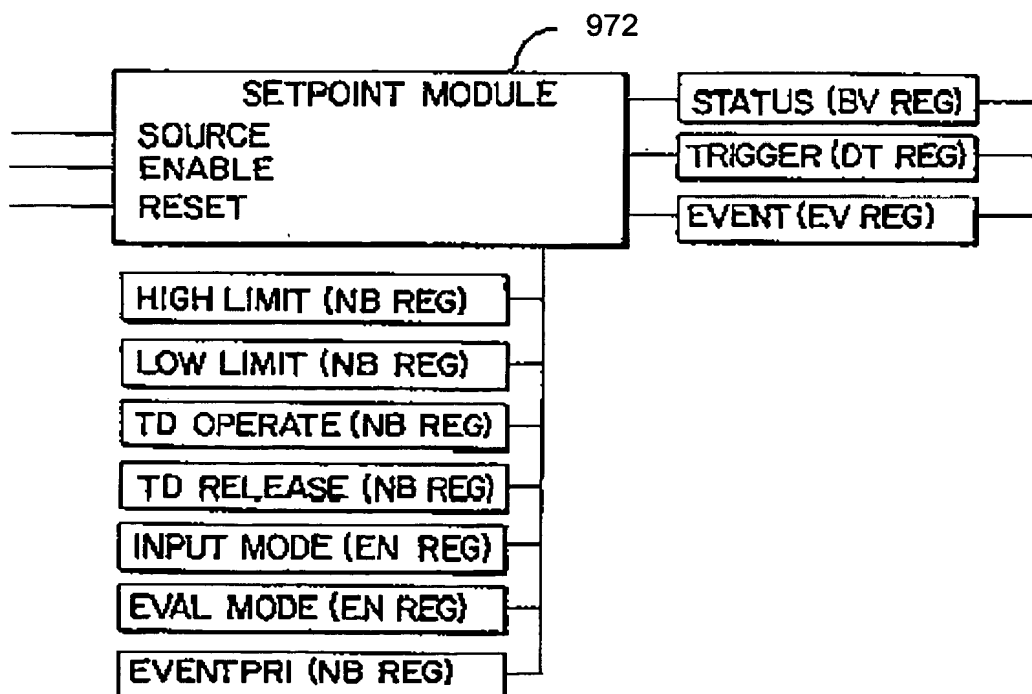 972
SETPOINT MODULE
SOURCE
ENABLE
RESET
STATUS (BV REG)
TRIGGER (DT REG)
EVENT (EV REG)
HIGH LIMIT (NB REG)
LOW LIMIT (NB REG)
TD OPERATE (NB REG)
TD RELEASE (NB REG)
INPUT MODE (EN REG)
EVAL MODE (EN REG)
EVENTPRI (NB REG)